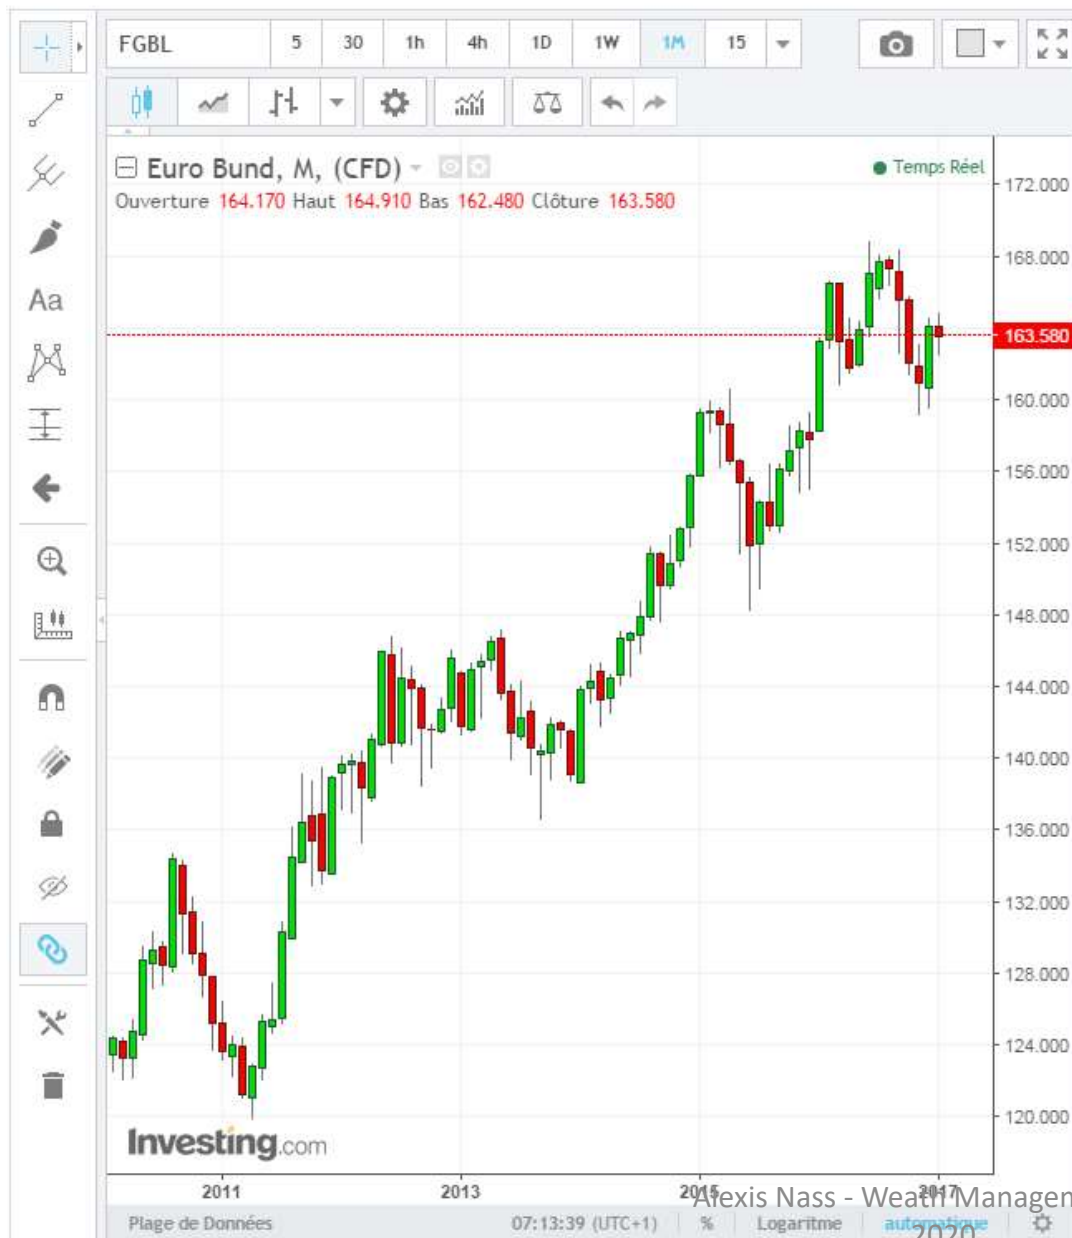 FGBL 5 30 1h 4h 1D 1W 1M 15
Euro Bund, M, (CFD)
Temps Réel
Ouverture 164.170 Haut 164.910 Bas 162.480 Clôture 163.580
Aa
172.000
168.000
163.580
160.000
156.000
152.000
148.000
144.000
140.000
136.000
132.000
128.000
124.000
120.000
Investing.com
2011 2013 2015 2017
Alexis Nass - Weath Managem
Plage de Données 07:13:39 (UTC+1) % Logaritme automatique
2020